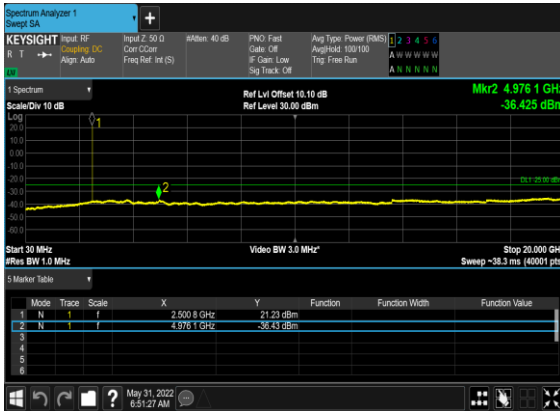 Spectrum Analyzer 1
Swept SA
+
KEYSIGHT Input: RF Input Z: 50 Ω #Atten: 40 dB PNO: Fast Avg Type: Power (RMS) 1 2 3 4 5 6
R T Coupling: DC Corr CCorr Gate: Off Avg|Hold: 100/100 A W W W W W
Align: Auto Freq Ref: Int (S) IF Gain: Low Trig: Free Run
Sig Track: Off A N N N N N
1 Spectrum Ref Lvl Offset 10.10 dB Mkr2 4.976 1 GHz
Scale/Div 10 dB Ref Level 30.00 dBm -36.425 dBm
Log
1
20.0
10.0
0.00
-10.0
-20.0
DL1 -25.00 dBm
-30.0
2
-40.0
-50.0
-60.0
Start 30 MHz Video BW 3.0 MHz* Stop 20.000 GHz
#Res BW 1.0 MHz Sweep ~38.3 ms (40001 pts)
5 Marker Table
Mode Trace Scale X Y Function Function Width Function Value
1 N 1 f 2.500 8 GHz 21.23 dBm
2 N 1 f 4.976 1 GHz -36.43 dBm
3
4
5
6
? May 31, 2022
6:51:27 AM